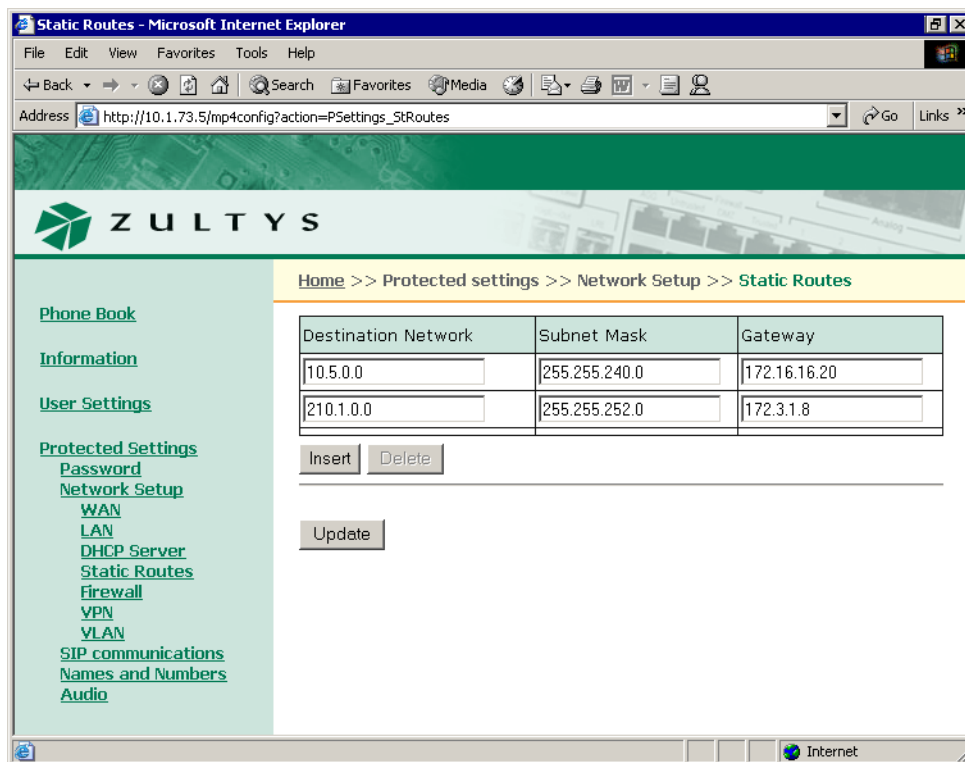 Static Routes - Microsoft Internet Explorer
File Edit View Favorites Tools Help
Back Search Favorites Media
Address http://10.1.73.5/mp4config?action=PSettings_StRoutes Go Links »
ZULTYS
Analog
Home >> Protected settings >> Network Setup >> Static Routes
Phone Book
Information
User Settings
Protected Settings
Password
Network Setup
WAN
LAN
DHCP Server
Static Routes
Firewall
VPN
VLAN
SIP communications
Names and Numbers
Audio
Destination Network Subnet Mask Gateway
10.5.0.0 255.255.240.0 172.16.16.20
210.1.0.0 255.255.252.0 172.3.1.8
Insert Delete
Update
Internet